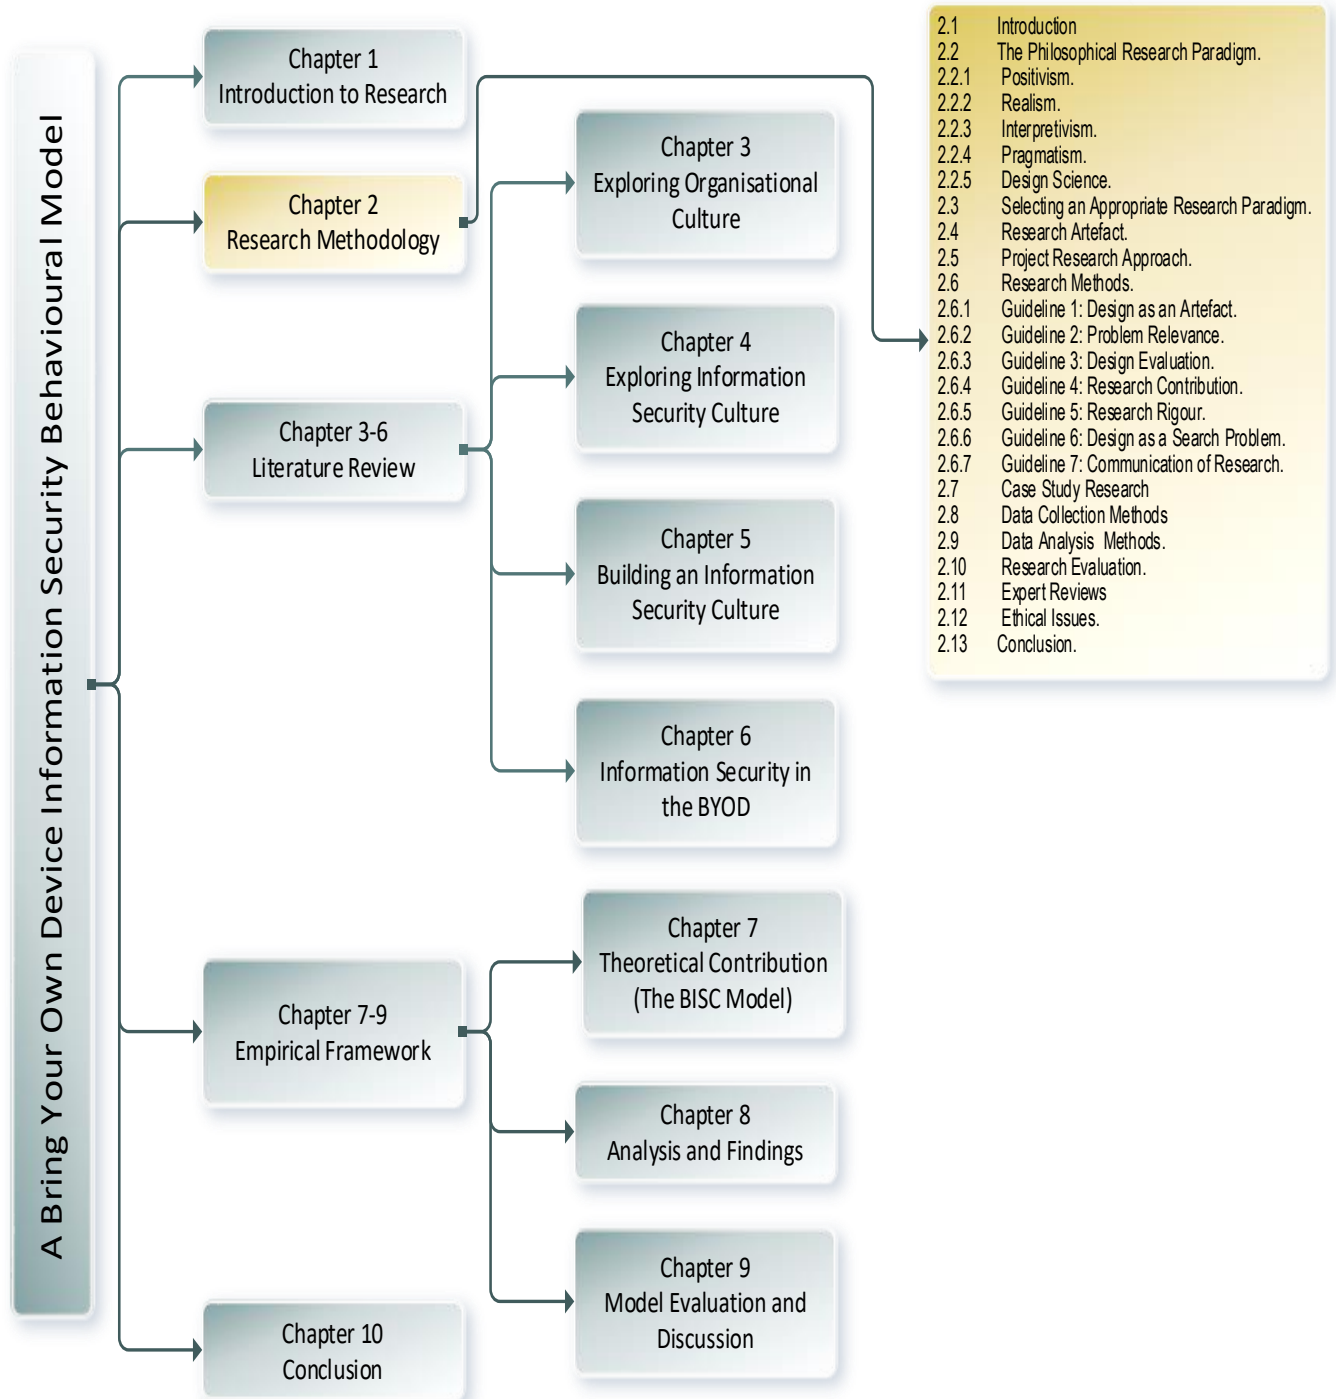 A Bring Your Own Device Information Security Behavioural Model
Chapter 1
Introduction to Research
Chapter 2
Research Methodology
Chapter 3-6
Literature Review
Chapter 7-9
Empirical Framework
Chapter 10
Conclusion
Chapter 3
Exploring Organisational
Culture
Chapter 4
Exploring Information
Security Culture
Chapter 5
Building an Information
Security Culture
Chapter 6
Information Security in
the BYOD
Chapter 7
Theoretical Contribution
(The BISC Model)
Chapter 8
Analysis and Findings
Chapter 9
Model Evaluation and
Discussion
2.1 Introduction
2.2 The Philosophical Research Paradigm.
2.2.1 Positivism.
2.2.2 Realism.
2.2.3 Interpretivism.
2.2.4 Pragmatism.
2.2.5 Design Science.
2.3 Selecting an Appropriate Research Paradigm.
2.4 Research Artefact.
2.5 Project Research Approach.
2.6 Research Methods.
2.6.1 Guideline 1: Design as an Artefact.
2.6.2 Guideline 2: Problem Relevance.
2.6.3 Guideline 3: Design Evaluation.
2.6.4 Guideline 4: Research Contribution.
2.6.5 Guideline 5: Research Rigour.
2.6.6 Guideline 6: Design as a Search Problem.
2.6.7 Guideline 7: Communication of Research.
2.7 Case Study Research
2.8 Data Collection Methods
2.9 Data Analysis Methods.
2.10 Research Evaluation.
2.11 Expert Reviews
2.12 Ethical Issues.
2.13 Conclusion.